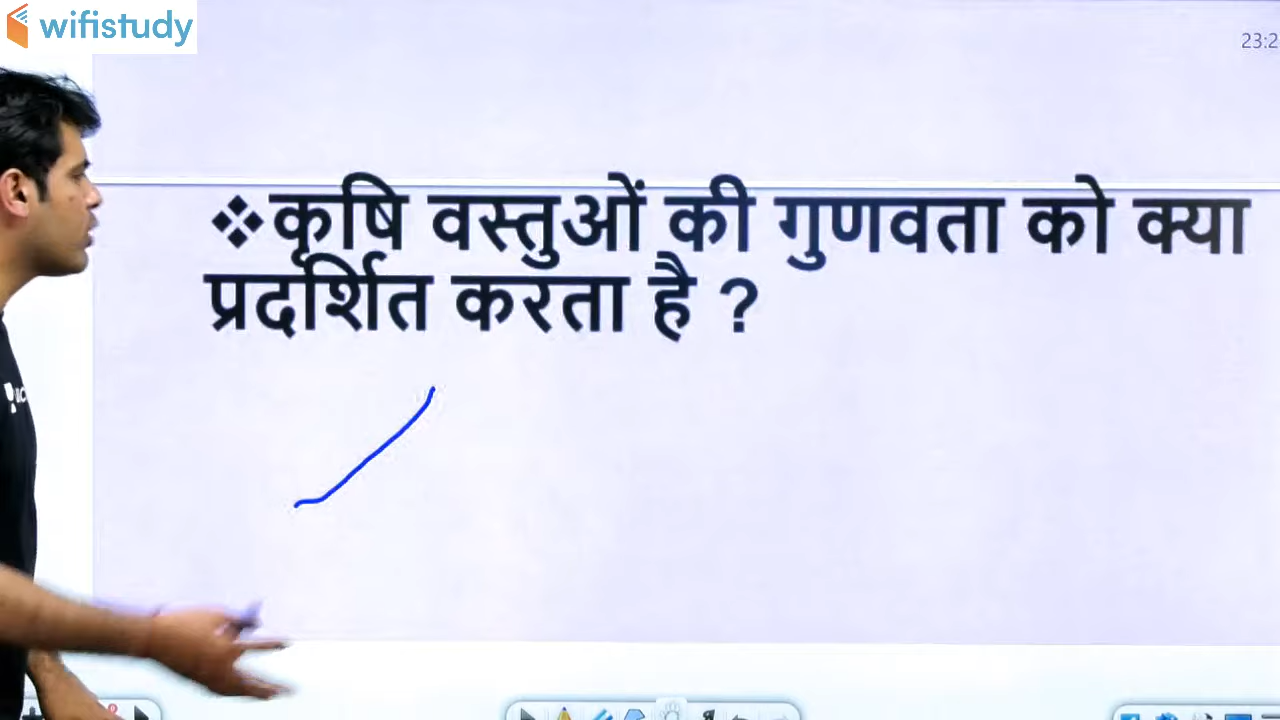 wifistudy
23:2
❖कृषि वस्तुओं की गुणवता को क्या
प्रदर्शित करता है ?